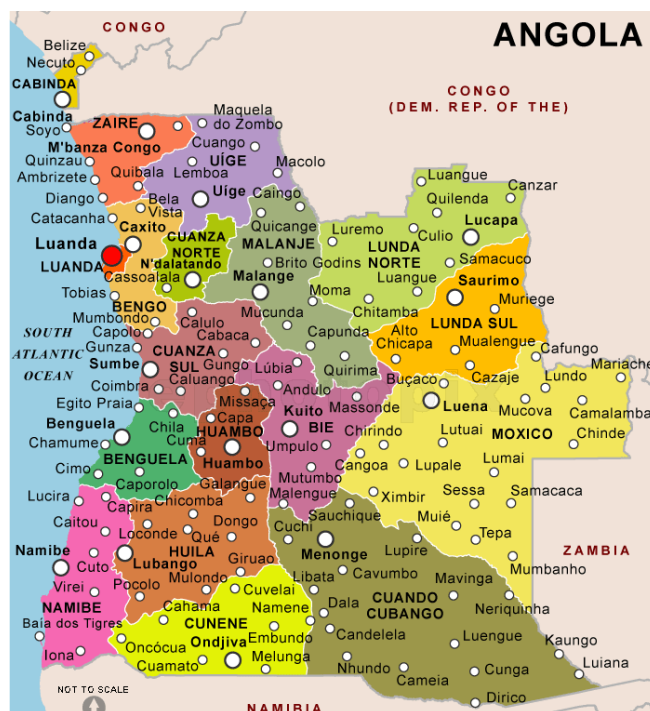 CONGO
ANGOLA
Belize
Necuto
CABINDA
Cabinda
CONGO
(DEM. REP. OF THE)
Soyo
ZAIRE
Maquela
do Zombo
M'banza Congo
Cuango
UÍGE
Quinzau
Lemboa
Macolo
Ambrizete
Quibala
Uíge
Caingo
Luangue
Canzar
Diango
Bela
Vista
Quilenda
Catacanha
Caxito
Quicange
Luremo
Culio
Lucapa
Luanda
CUANZA
NORTE
MALANJE
LUNDA
NORTE
LUANDA
N'dalatando
Brito Godins
Samacuco
Cassoalala
Malange
Luangue
Saurimo
Tobias
Moma
Chitamba
Muriege
BENGO
Mumbondo
Calulo
Mucunda
LUNDA SUL
SOUTH
ATLANTIC
OCEAN
Capolo
Gunza
Cabaca
Capunda
Alto
Chicapa
Mualengue
Cafungo
CUANZA
SUL
Sumbe
Gungo
Lúbia
Quirima
Cazaje
Mariache
Coimbra
Caluango
Andulo
Buçaco
Lundo
Missaça
Massonde
Luena
Mucova
Camalamba
Egito Praia
Chila
Capa
Kuito
BIE
Benguela
HUAMBO
Chirindo
Lutuai
MOXICO
Chinde
Chamume
BENGUELA
Cuma
Huambo
Umpulo
Cangoa
Lupale
Lumai
Cimo
Caporolo
Galangue
Mutumbo
Malengue
Ximbir
Sessa
Samacaca
Lucira
Capira
Chicomba
Sauchique
Caitou
Loconde
Qué
Dongo
Cuchi
Muié
Tepa
Namibe
Cuto
HUILA
Lubango
Giruao
Menonge
Lupire
Mumbanho
ZAMBIA
Virei
Pocolo
Mulondo
Cuvelai
Libata
Cavumbo
Mavinga
NAMIBE
Cahama
Namene
Dala
CUANDO
CUBANGO
Neriquinha
Baia dos Tigres
CUNENE
Embundo
Candelela
Iona
Oncócua
Ondjiva
Luengue
Kaungo
Cuamato
Melunga
Nhundo
Cameia
Cunga
Luiana
NOT TO SCALE
Dirico
NAMIBIA